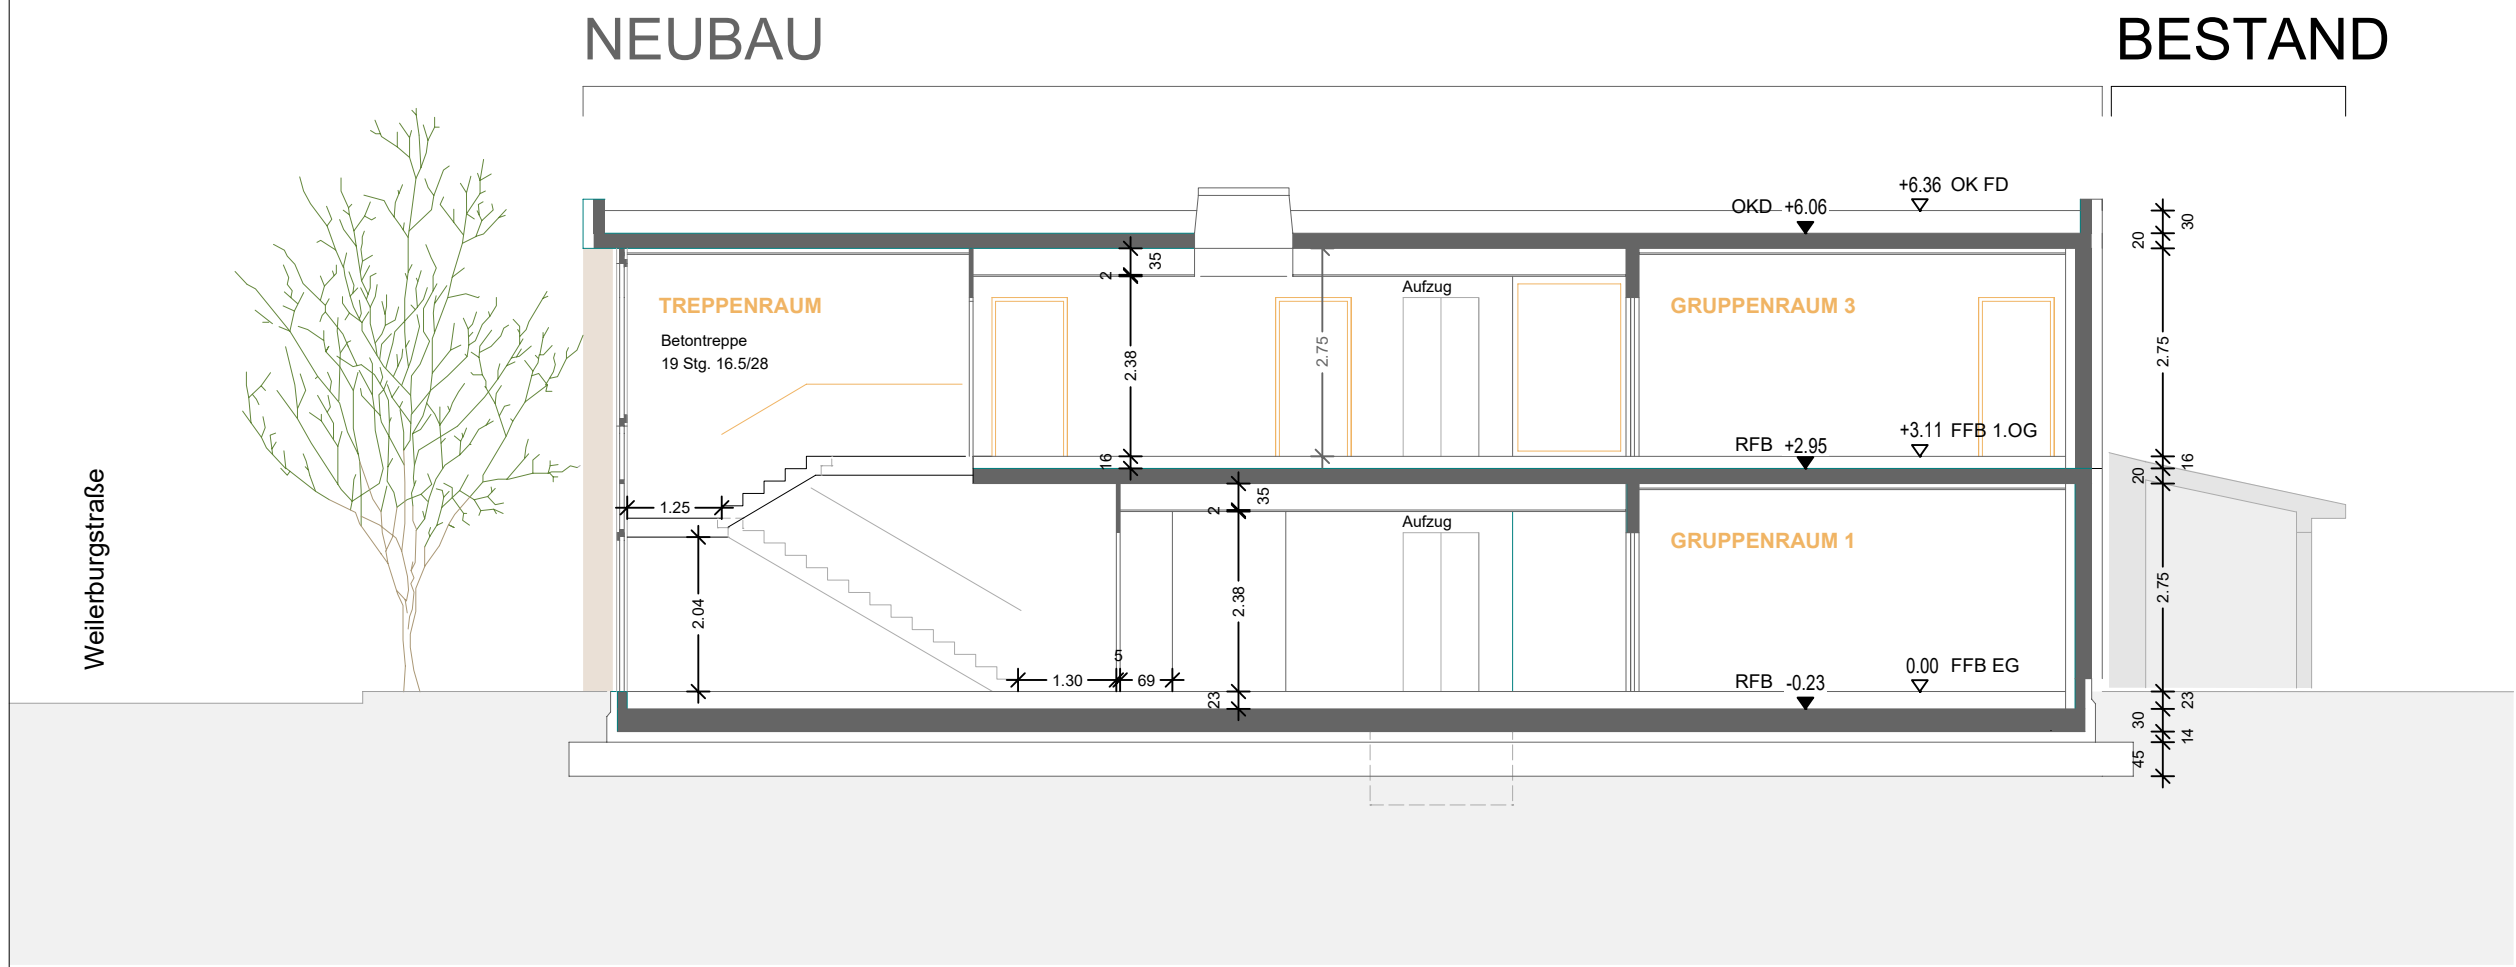 NEUBAU
BESTAND
+6.36 OK FD
OKD +6.06
30
20
35
2
Aufzug
TREPPENRAUM
GRUPPENRAUM 3
Betontreppe
19 Stg. 16.5/28
2.38
2.75
2.75
+3.11 FFB 1.OG
RFB +2.95
16
16
20
35
2
1.25
Aufzug
GRUPPENRAUM 1
Weilerburgstraße
2.04
2.38
2.75
5
0.00 FFB EG
1.30
69
RFB -0.23
23
23
30
14
45